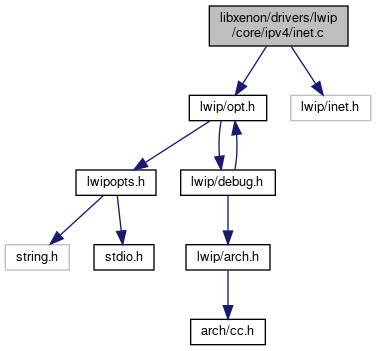 libxenon/drivers/lwip
/core/ipv4/inet.c
lwip/opt.h
lwip/inet.h
lwipopts.h
lwip/debug.h
string.h
stdio.h
lwip/arch.h
arch/cc.h